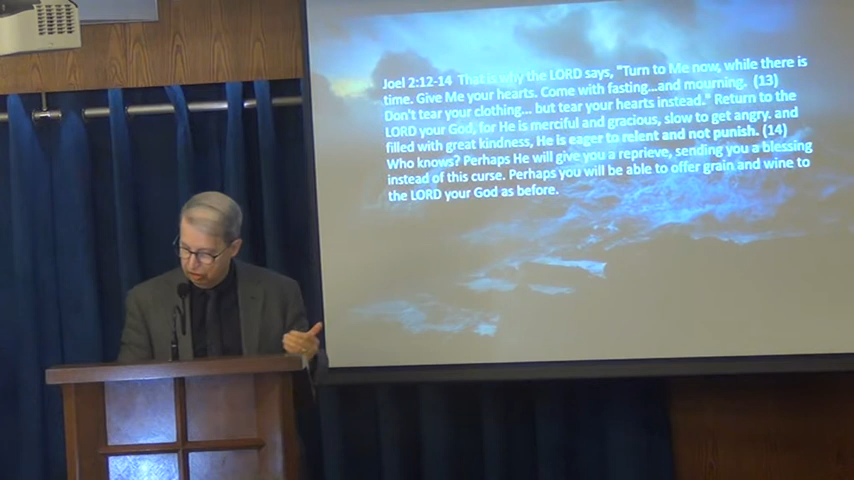 Joel 2:12-14 That is why the LORD says, "Turn to Me now, while there is
time. Give Me your hearts. Come with fasting...and mourning. (13)
Don't tear your clothing... but tear your hearts instead." Return to the
LORD your God, for He is merciful and gracious, slow to get angry. and
filled with great kindness, He is eager to relent and not punish. (14)
Who knows? Perhaps He will give you a reprieve, sending you a blessing
instead of this curse. Perhaps you will be able to offer grain and wine to
the LORD your God as before.